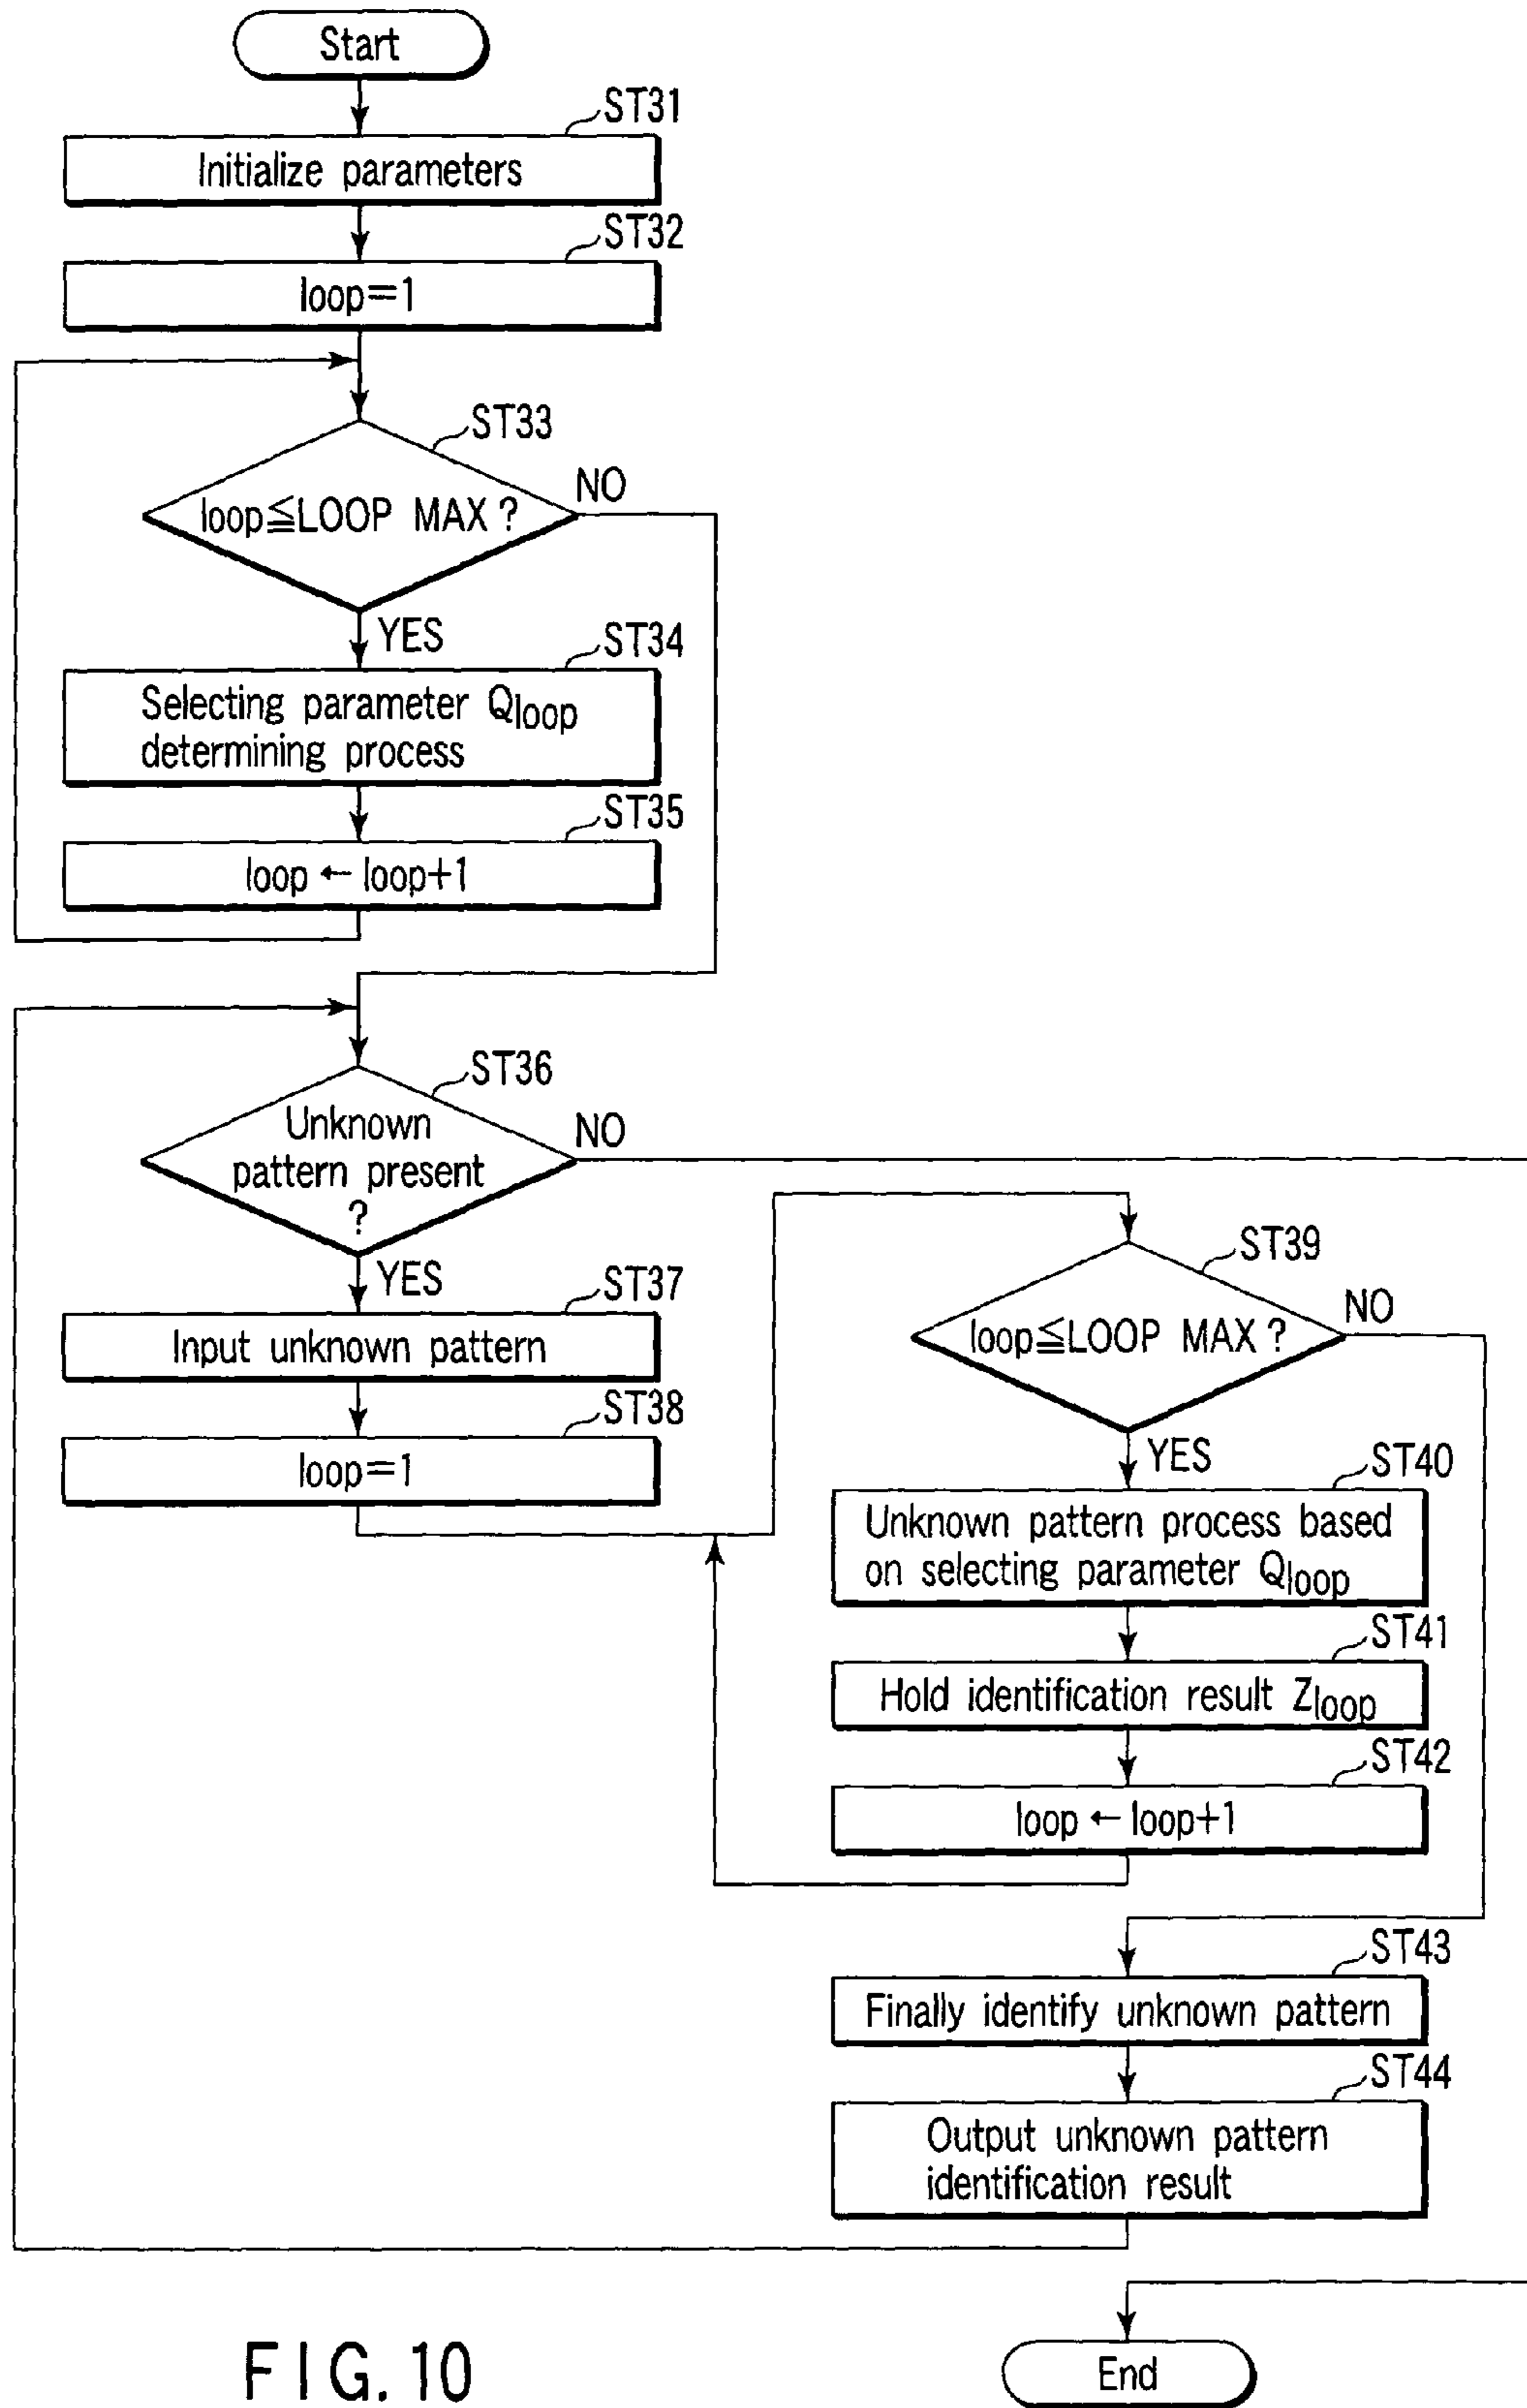 Start
ST31
Initialize parameters
ST32
loop=1
ST33
loop≦LOOP MAX ?
NO
YES
ST34
Selecting parameter Qloop
determining process
ST35
loop ← loop+1
ST36
Unknown
pattern present
?
NO
YES
ST37
Input unknown pattern
ST38
loop=1
ST39
loop≦LOOP MAX ?
NO
YES
ST40
Unknown pattern process based
on selecting parameter Qloop
ST41
Hold identification result Zloop
ST42
loop ← loop+1
ST43
Finally identify unknown pattern
ST44
Output unknown pattern
identification result
End
FIG. 10